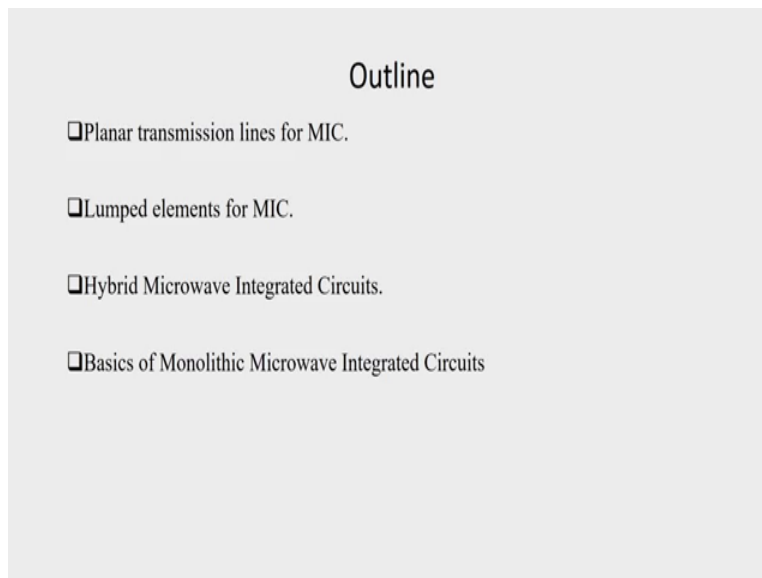 Outline
❑Planar transmission lines for MIC.
❑Lumped elements for MIC.
❑Hybrid Microwave Integrated Circuits.
❑Basics of Monolithic Microwave Integrated Circuits